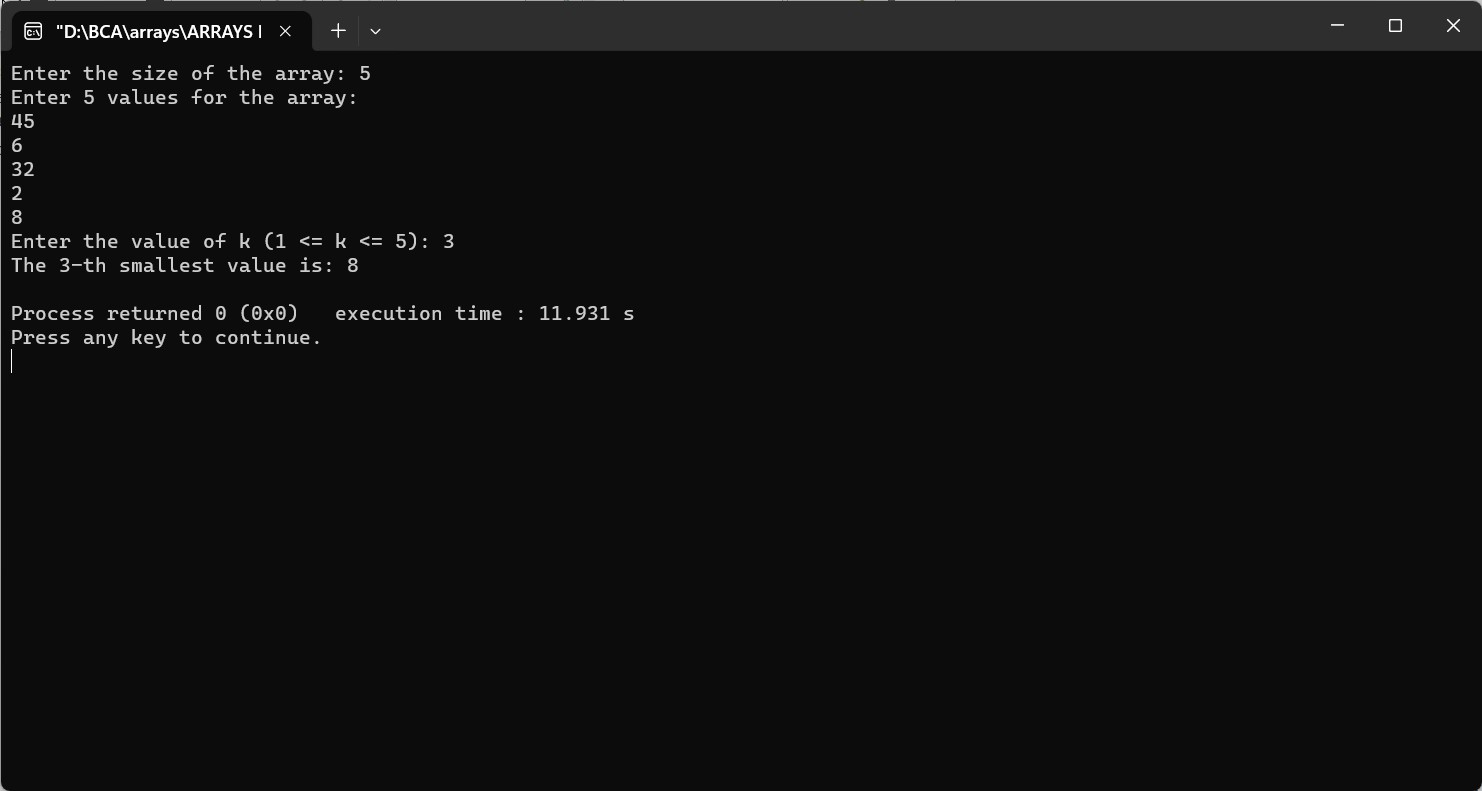 "D:\BCA\arrays\ARRAYS
Enter the size of the array: 5
Enter 5 values for the array:
45
6
32
2
8
Enter the value of k (1 <= k <= 5): 3
The 3-th smallest value is: 8
Process returned 0 (0x0)   execution time : 11.931 s
Press any key to continue.